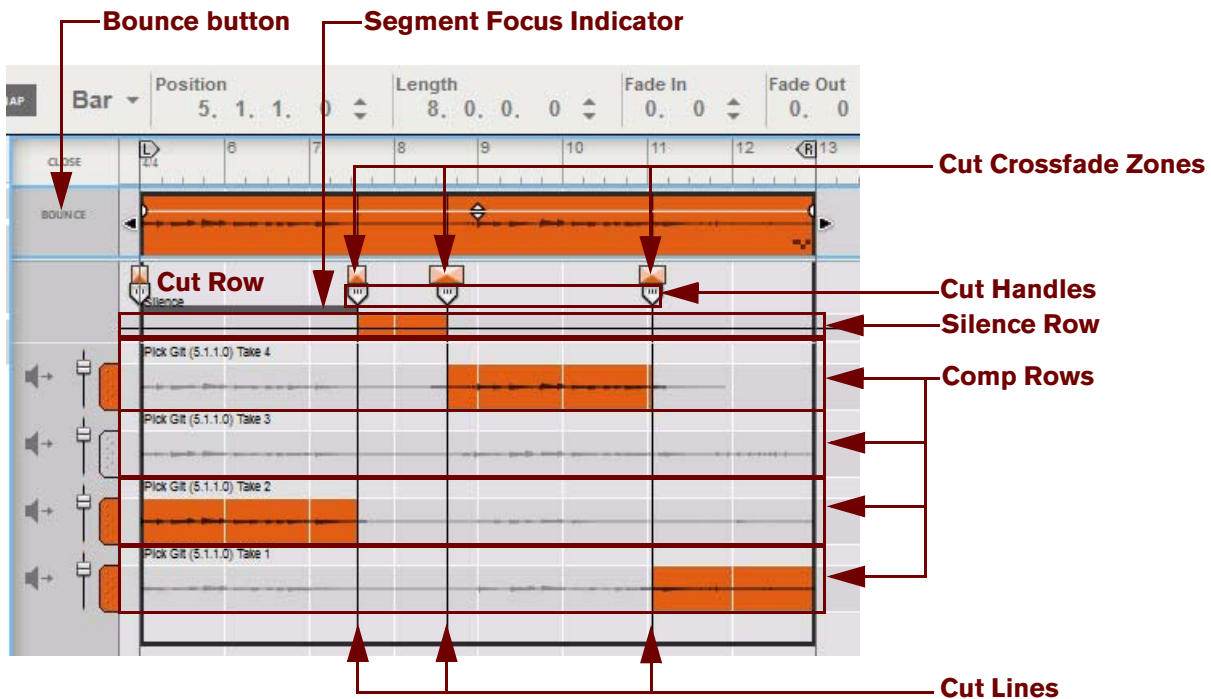 Bounce button
Segment Focus Indicator
Bar
Position
5. 1. 1. 0
Length
8. 0. 0. 0
Fade In
0. 0
Fade Out
0. 0
CLOSE
L
4/4
6
7
8
9
10
11
12
R
13
Cut Crossfade Zones
BOUNCE
Cut Row
Silence
Cut Handles
Silence Row
Pick Git (5.1.1.0) Take 4
Comp Rows
Pick Git (5.1.1.0) Take 3
Pick Git (5.1.1.0) Take 2
Pick Git (5.1.1.0) Take 1
Cut Lines